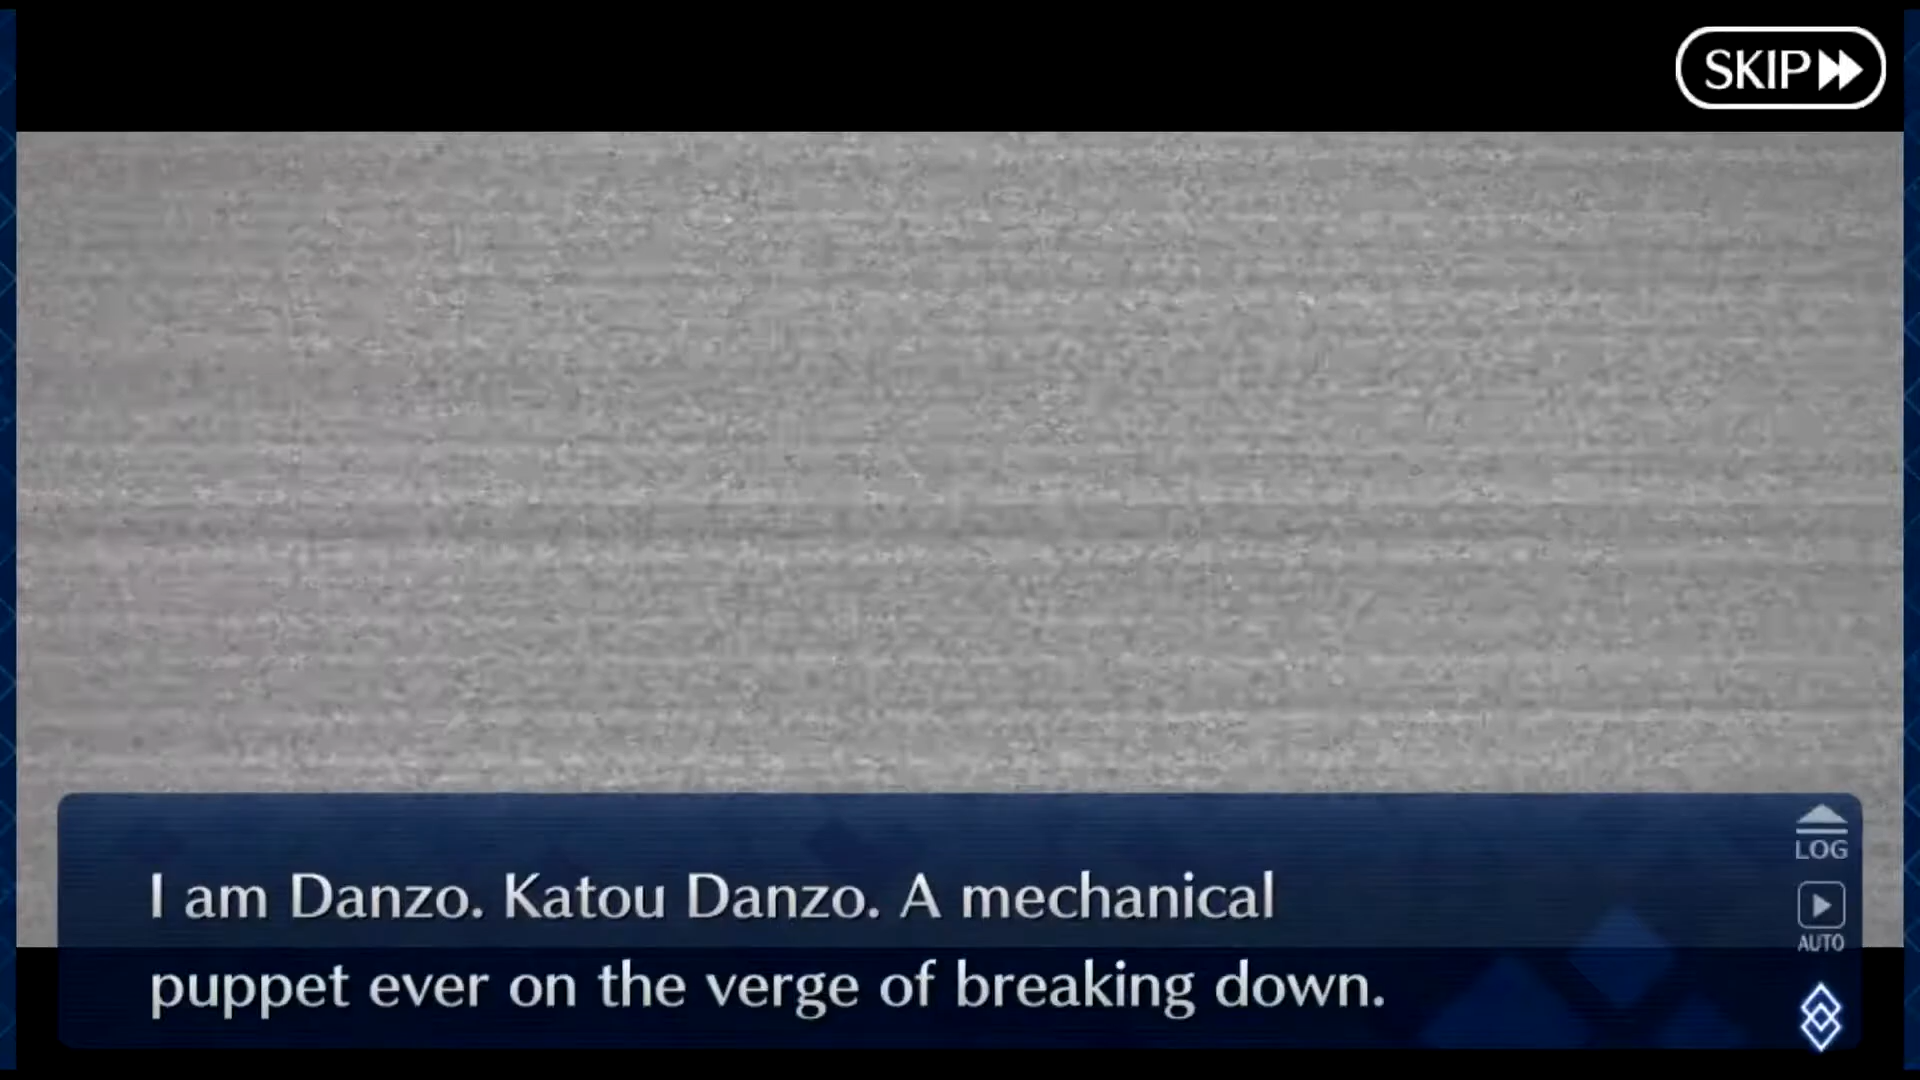 SKIP
I am Danzo. Katou Danzo. A mechanical
puppet ever on the verge of breaking down.
LOG
AUTO